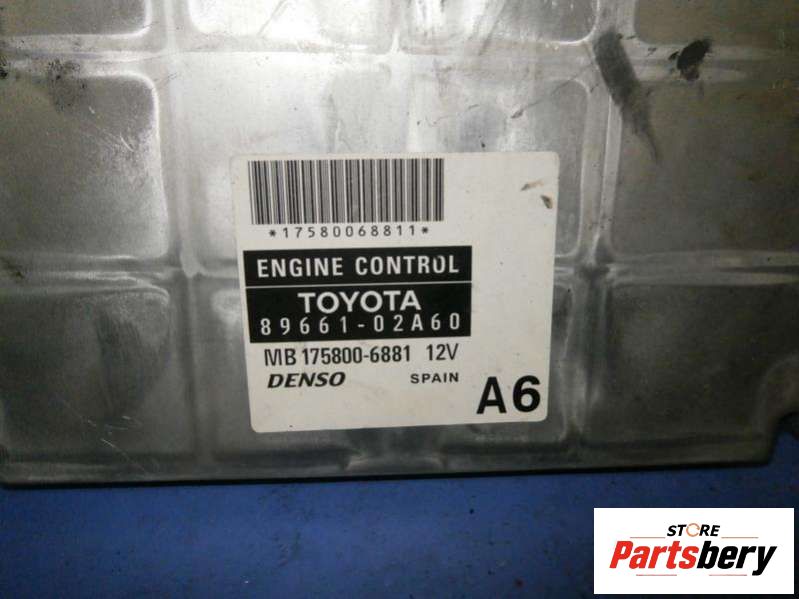 *17580068811*
ENGINE CONTROL
TOYOTA
89661-02A60
MB 175800-6881 12V
DENSO SPAIN
A6
STORE
Partsbery